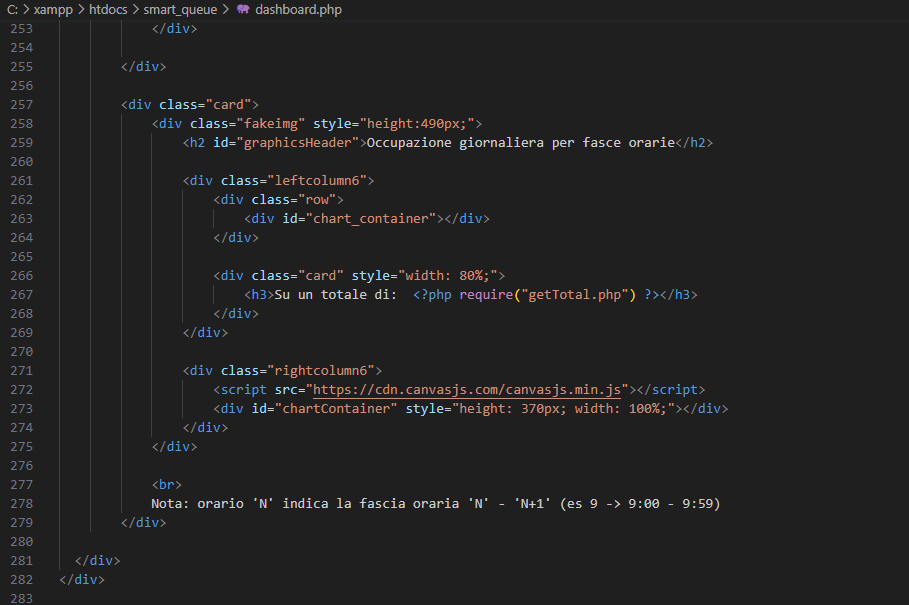 C: > xampp > htdocs > smart_queue > dashboard.php
253 </div>
254
255 </div>
256
257 <div class="card">
258 <div class="fakeimg" style="height:490px;">
259 <h2 id="graphicsHeader">Occupazione giornaliera per fasce orarie</h2>
260
261 <div class="leftcolumn6">
262 <div class="row">
263 <div id="chart_container"></div>
264 </div>
265
266 <div class="card" style="width: 80%;">
267 <h3>Su un totale di:  <?php require("getTotal.php") ?></h3>
268 </div>
269 </div>
270
271 <div class="rightcolumn6">
272 <script src="https://cdn.canvasjs.com/canvasjs.min.js"></script>
273 <div id="chartContainer" style="height: 370px; width: 100%;"></div>
274 </div>
275 </div>
276
277 <br>
278 Nota: orario 'N' indica la fascia oraria 'N' - 'N+1' (es 9 -> 9:00 - 9:59)
279 </div>
280
281 </div>
282 </div>
283